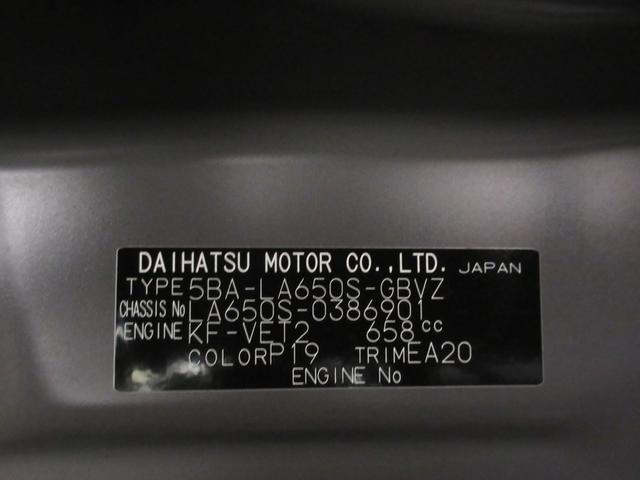 DAIHATSU MOTOR CO.,LTD. JAPAN
TYPE 5BA-LA650S-GBVZ
CHASSIS No LA650S-0386901
ENGINE KF-VET2 658cc
COLOR P19 TRIM EA20
ENGINE No